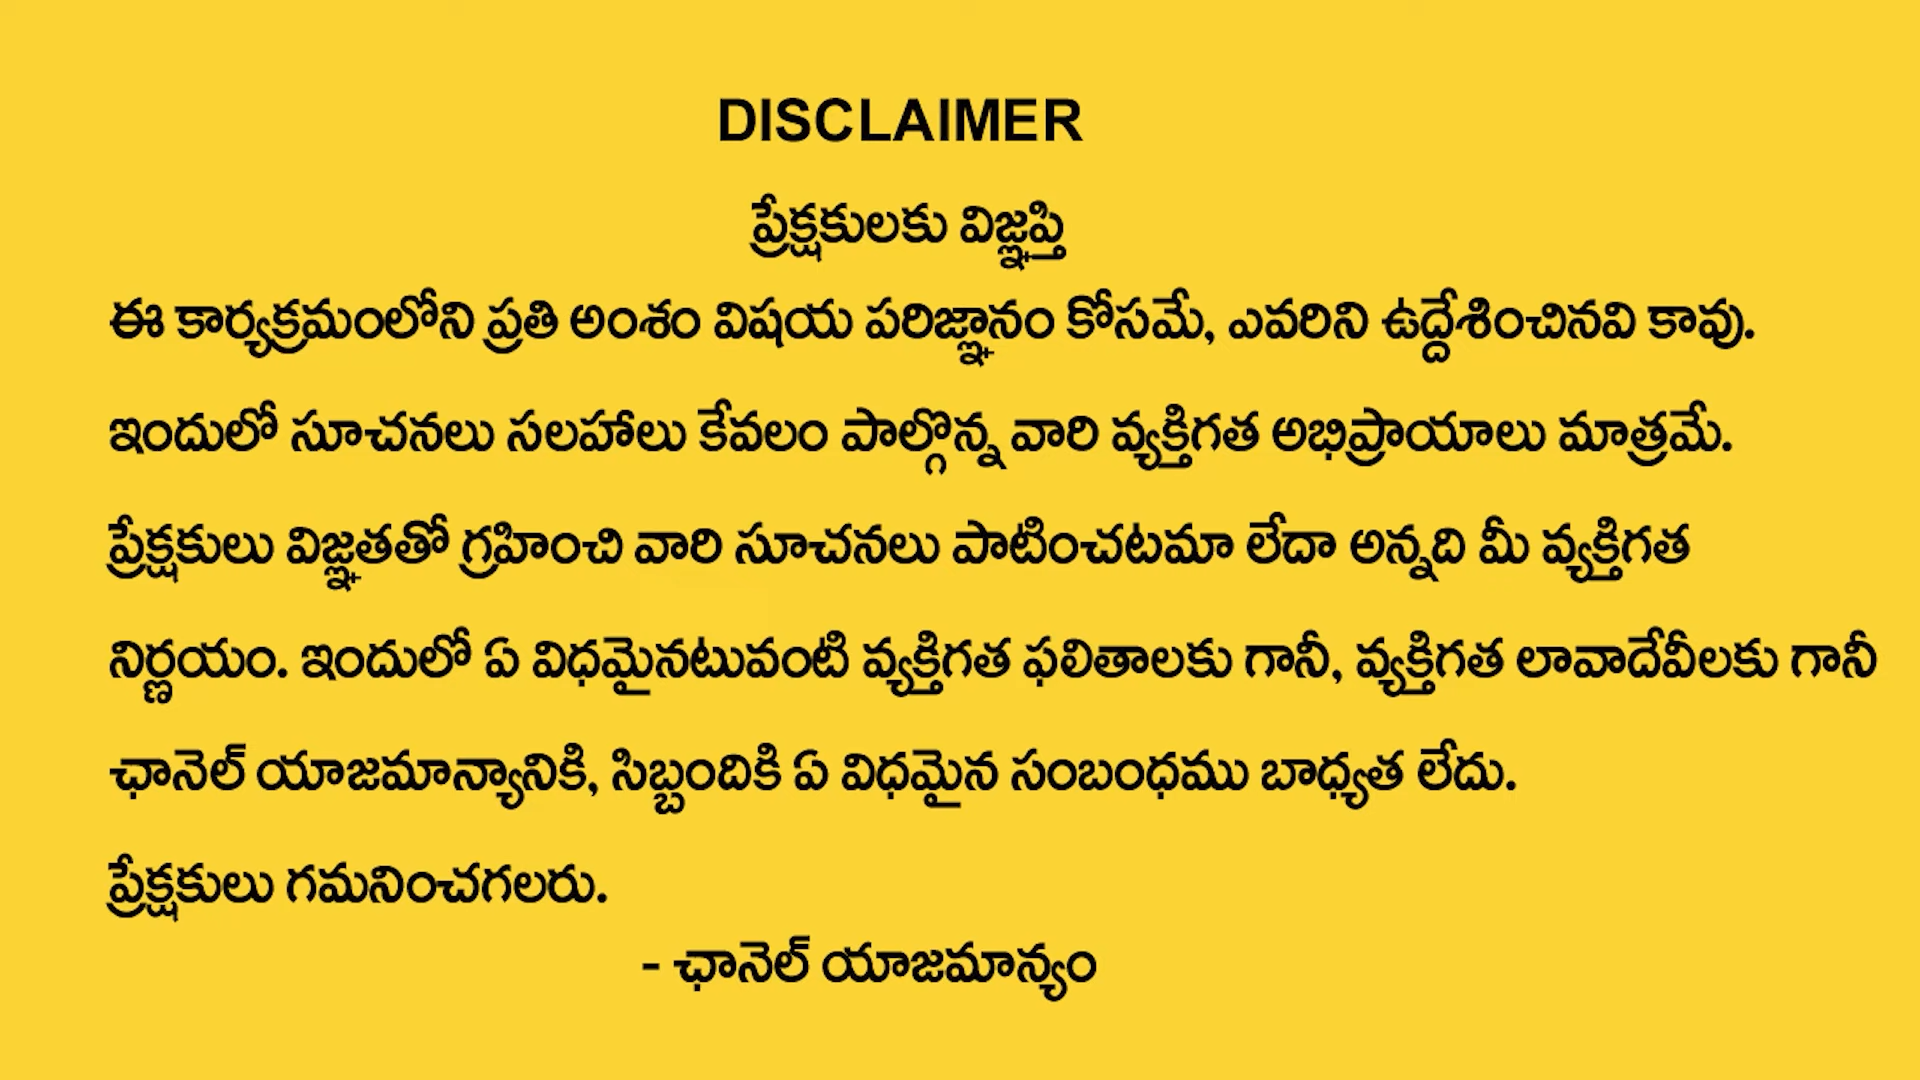 DISCLAIMER
ప్రేక్షకులకు విజ్ఞప్తి
ఈ కార్యక్రమంలోని ప్రతి అంశం విషయ పరిజ్ఞానం కోసమే, ఎవరిని ఉద్దేశించినవి కావు.
ఇందులో సూచనలు సలహాలు కేవలం పాల్గొన్న వారి వ్యక్తిగత అభిప్రాయాలు మాత్రమే.
ప్రేక్షకులు విజ్ఞతతో గ్రహించి వారి సూచనలు పాటించటమా లేదా అన్నది మీ వ్యక్తిగత
నిర్ణయం. ఇందులో ఏ విధమైనటువంటి వ్యక్తిగత ఫలితాలకు గానీ, వ్యక్తిగత లావాదేవీలకు గానీ
ఛానెల్ యాజమాన్యానికి, సిబ్బందికి ఏ విధమైన సంబంధము బాధ్యత లేదు.
ప్రేక్షకులు గమనించగలరు.
- ఛానెల్ యాజమాన్యం